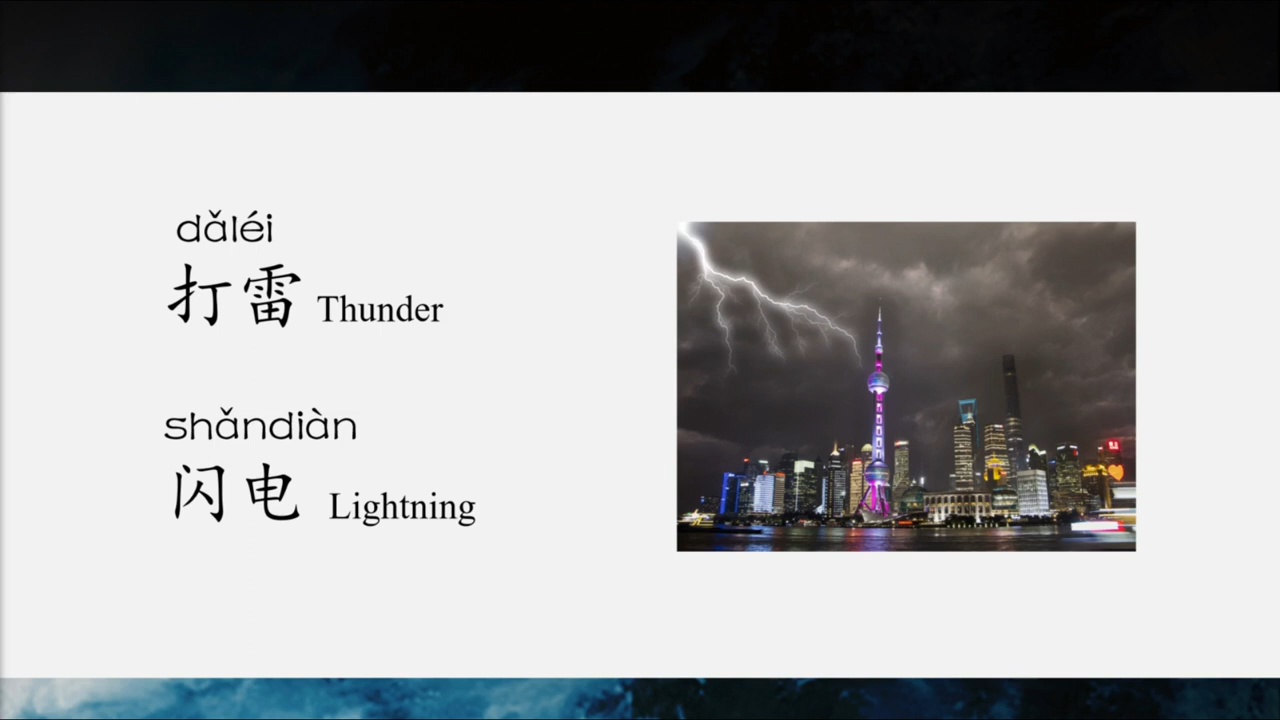 dǎléi
打雷 Thunder
shǎndiàn
闪电 Lightning